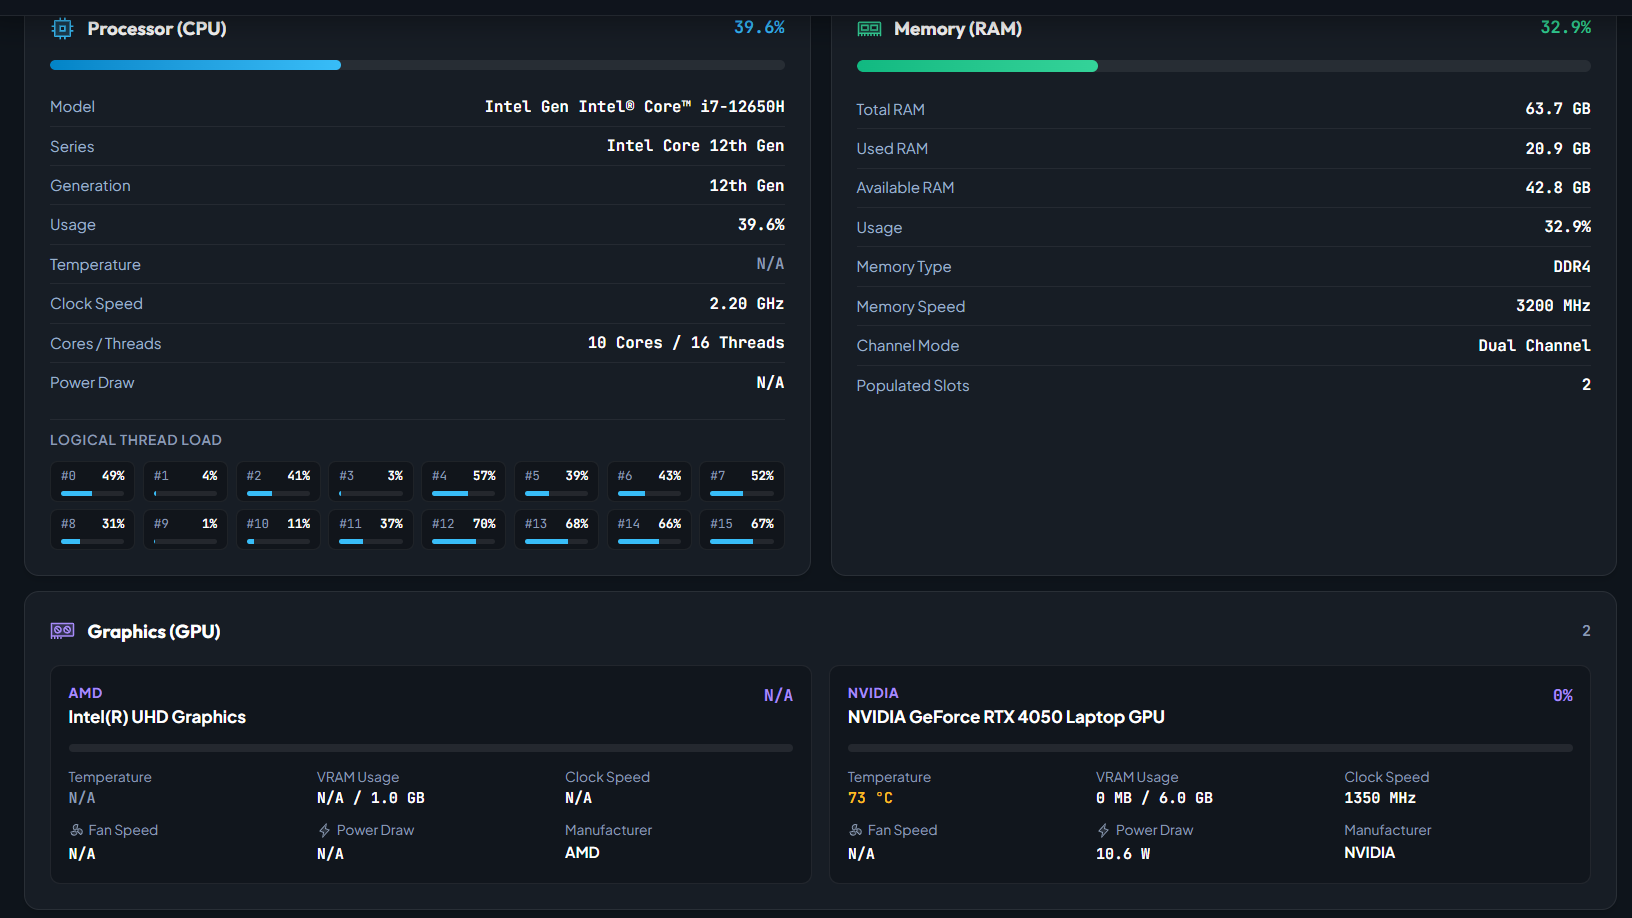 Processor (CPU)
39.6%
Model
Intel Gen Intel® Core™ i7-12650H
Series
Intel Core 12th Gen
Generation
12th Gen
Usage
39.6%
Temperature
N/A
Clock Speed
2.20 GHz
Cores / Threads
10 Cores / 16 Threads
Power Draw
N/A
LOGICAL THREAD LOAD
#0 49% #1 4% #2 41% #3 3% #4 57% #5 39% #6 43% #7 52%
#8 31% #9 1% #10 11% #11 37% #12 70% #13 68% #14 66% #15 67%
Memory (RAM)
32.9%
Total RAM
63.7 GB
Used RAM
20.9 GB
Available RAM
42.8 GB
Usage
32.9%
Memory Type
DDR4
Memory Speed
3200 MHz
Channel Mode
Dual Channel
Populated Slots
2
Graphics (GPU)
2
AMD
N/A
Intel(R) UHD Graphics
Temperature VRAM Usage Clock Speed
N/A N/A / 1.0 GB N/A
Fan Speed Power Draw Manufacturer
N/A N/A AMD
NVIDIA
0%
NVIDIA GeForce RTX 4050 Laptop GPU
Temperature VRAM Usage Clock Speed
73 °C 0 MB / 6.0 GB 1350 MHz
Fan Speed Power Draw Manufacturer
N/A 10.6 W NVIDIA